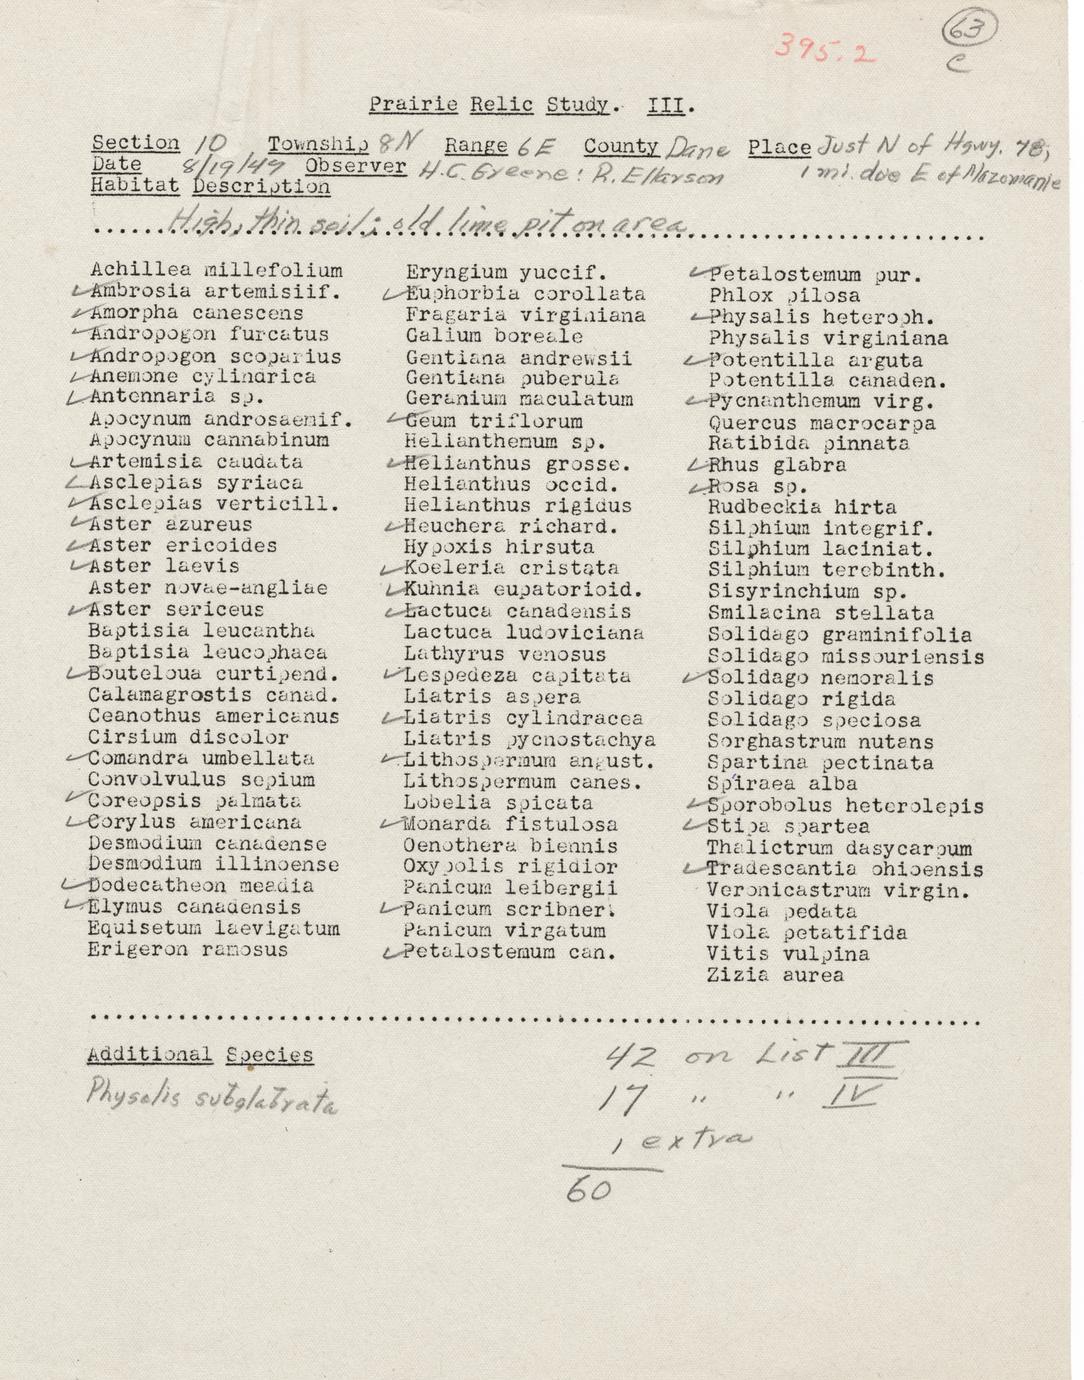 63
395.2
C
Prairie Relic Study. III.
Section 10 Township 8N Range 6E County Dane Place Just N of Hgwy. 78,
Date 8/19/49 Observer H.C. Greene: R. Ellarson 1 mi. due E of Mazomanie
Habitat Description
High, thin soil; old lime pit on area
Achillea millefolium
✓Ambrosia artemisiif.
✓Amorpha canescens
✓Andropogon furcatus
✓Andropogon scoparius
✓Anemone cylindrica
✓Antennaria sp.
Apocynum androsaemif.
Apocynum cannabinum
✓Artemisia caudata
✓Asclepias syriaca
✓Asclepias verticill.
✓Aster azureus
✓Aster ericoides
✓Aster laevis
Aster novae-angliae
✓Aster sericeus
Baptisia leucantha
Baptisia leucophaea
✓Bouteloua curtipend.
Calamagrostis canad.
Ceanothus americanus
Cirsium discolor
✓Comandra umbellata
Convolvulus sepium
✓Coreopsis palmata
✓Corylus americana
Desmodium canadense
Desmodium illinoense
✓Dodecatheon meadia
✓Elymus canadensis
Equisetum laevigatum
Erigeron ramosus
Eryngium yuccif.
✓Euphorbia corollata
Fragaria virginiana
Galium boreale
Gentiana andrewsii
Gentiana puberula
Geranium maculatum
✓Geum triflorum
Helianthemum sp.
✓Helianthus grosse.
Helianthus occid.
Helianthus rigidus
✓Heuchera richard.
Hypoxis hirsuta
✓Koeleria cristata
✓Kuhnia eupatorioid.
✓Lactuca canadensis
Lactuca ludoviciana
Lathyrus venosus
✓Lespedeza capitata
Liatris aspera
✓Liatris cylindracea
Liatris pycnostachya
✓Lithospermum angust.
Lithospermum canes.
Lobelia spicata
✓Monarda fistulosa
Oenothera biennis
Oxypolis rigidior
Panicum leibergii
✓Panicum scribneri
Panicum virgatum
✓Petalostemum can.
✓Petalostemum pur.
Phlox pilosa
✓Physalis heteroph.
Physalis virginiana
✓Potentilla arguta
Potentilla canaden.
✓Pycnanthemum virg.
Quercus macrocarpa
Ratibida pinnata
✓Rhus glabra
✓Rosa sp.
Rudbeckia hirta
Silphium integrif.
Silphium laciniat.
Silphium terebinth.
Sisyrinchium sp.
Smilacina stellata
Solidago graminifolia
Solidago missouriensis
✓Solidago nemoralis
Solidago rigida
Solidago speciosa
Sorghastrum nutans
Spartina pectinata
Spiraea alba
✓Sporobolus heterolepis
✓Stipa spartea
Thalictrum dasycarpum
✓Tradescantia ohioensis
Veronicastrum virgin.
Viola pedata
Viola petatifida
Vitis vulpina
Zizia aurea
Additional Species
Physalis subglabrata
42 on List III
17 " " IV
1 extra
60